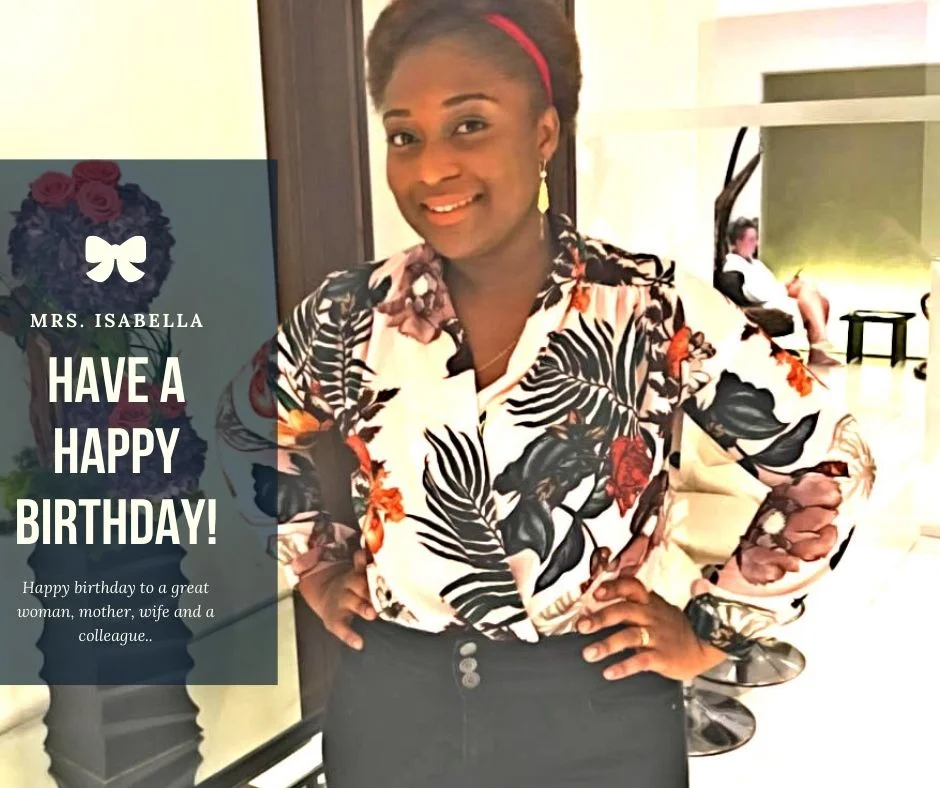 MRS. ISABELLA
HAVE A
HAPPY
BIRTHDAY!
Happy birthday to a great
woman, mother, wife and a
colleague..